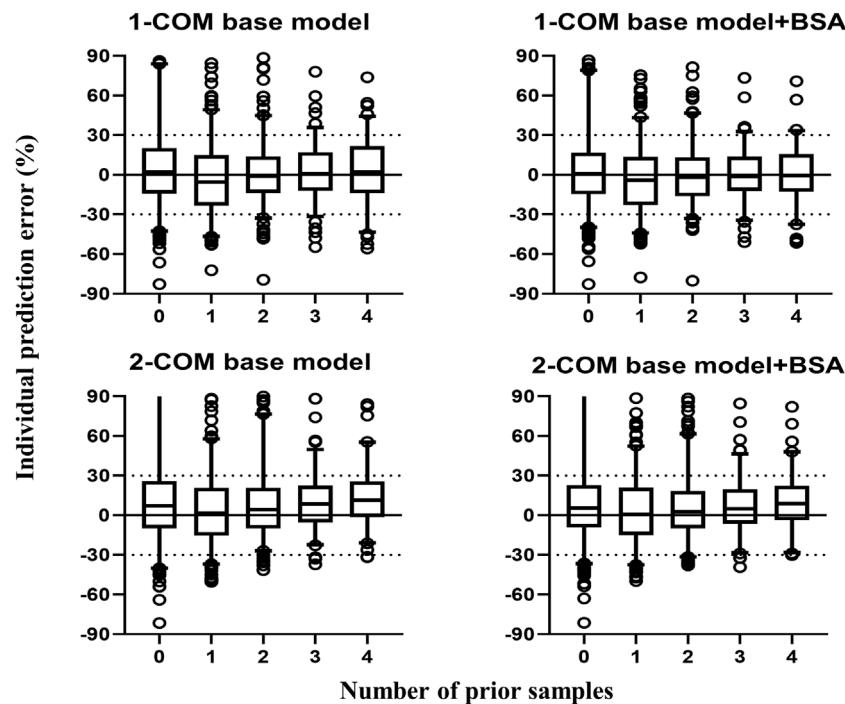 1-COM base model
1-COM base model+BSA
Individual prediction error (%)
90
60
30
0
-30
-60
-90
0 1 2 3 4
90
60
30
0
-30
-60
-90
0 1 2 3 4
2-COM base model
2-COM base model+BSA
90
60
30
0
-30
-60
-90
0 1 2 3 4
90
60
30
0
-30
-60
-90
0 1 2 3 4
Number of prior samples